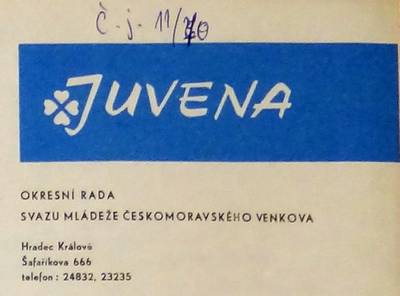 Č. j. 11/70
JUVENA
OKRESNÍ RADA
SVAZU MLÁDEŽE ČESKOMORAVSKÉHO VENKOVA
Hradec Králové
Šafaříkova 666
telefon : 24832, 23235